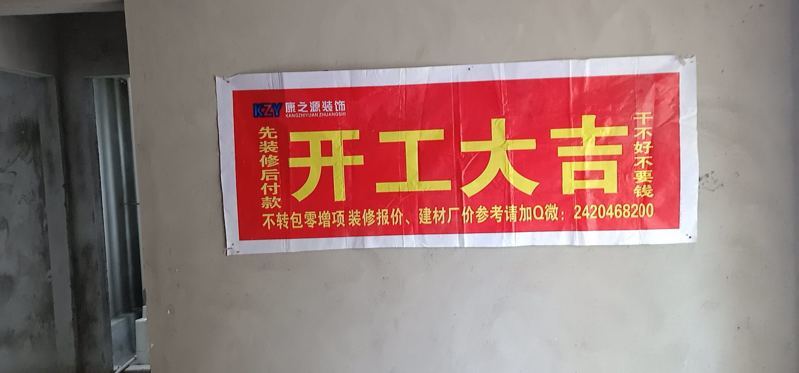 KZY 康之源装饰
KANGZHIYUAN ZHUANGSHI
先装修后付款
开工大吉
干不好不要钱
不转包零增项 装修报价、建材厂价参考请加Q微：2420468200